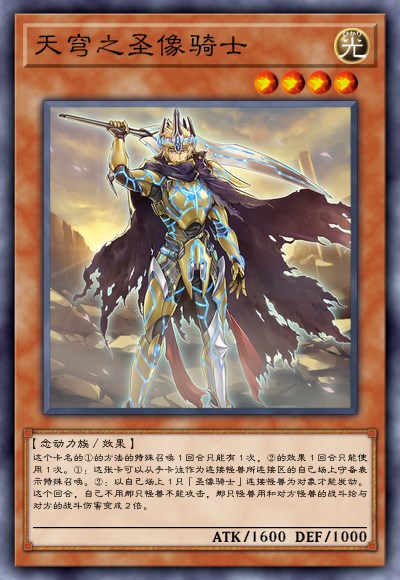 天穹之圣像骑士
ひかり
光
【念动力族／效果】
这个卡名的①的方法的特殊召唤１回合只能有１次，②的效果１回合只能使
用１次。①：这张卡可以从手卡往作为连接怪兽所连接区的自己场上守备表
示特殊召唤。②：以自己场上１只「圣像骑士」连接怪兽为对象才能发动。
这个回合，自己不用那只怪兽不能攻击，那只怪兽用和对方怪兽的战斗给与
对方的战斗伤害变成２倍。
ATK/1600 DEF/1000